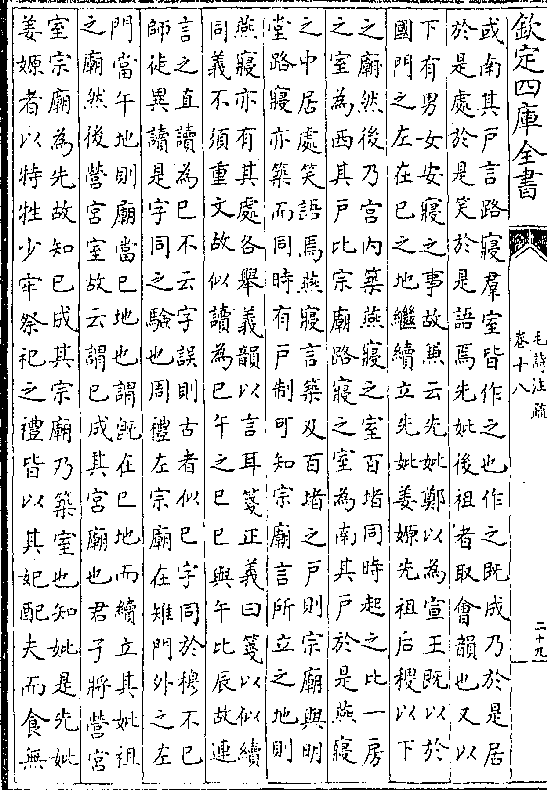 欽定四庫全書
毛詩注疏
卷十八
二十九
或南其戶言路寢羣室皆作之也作之既成乃於是居
於是處於是笑於是語焉先妣後祖者取會韻也又以
下有男女安寢之事故兼云先妣鄭以為宣王既以於
國門之左在巳之地繼續立先妣姜嫄先祖后稷以下
之廟然後乃宮内築燕寢之室百堵同時起之比一房
之室為西其戶比宗廟路寢之室為南其戶於是燕寢
之中居處笑語焉燕寢言築及百堵之戶則宗廟與明
堂路寢亦築而同時有戶制可知宗廟言所立之地則
燕寢亦有其處各舉義韻以言耳箋正義曰箋以似續
同義不須重文故似讀為巳午之巳巳與午比辰故連
言之直讀為巳不云字誤則古者似巳字同於穆不巳
師徒異讀是字同之驗也周禮左宗廟在雉門外之左
門當午地則廟當巳地也謂既在巳地而續立其妣祖
之廟然後營宮室故云謂巳成其宮廟也君子將營宮
室宗廟為先故知巳成其宗廟乃築室也知妣是先妣
姜嫄者以特牲少牢祭祀之禮皆以其妃配夫而食無